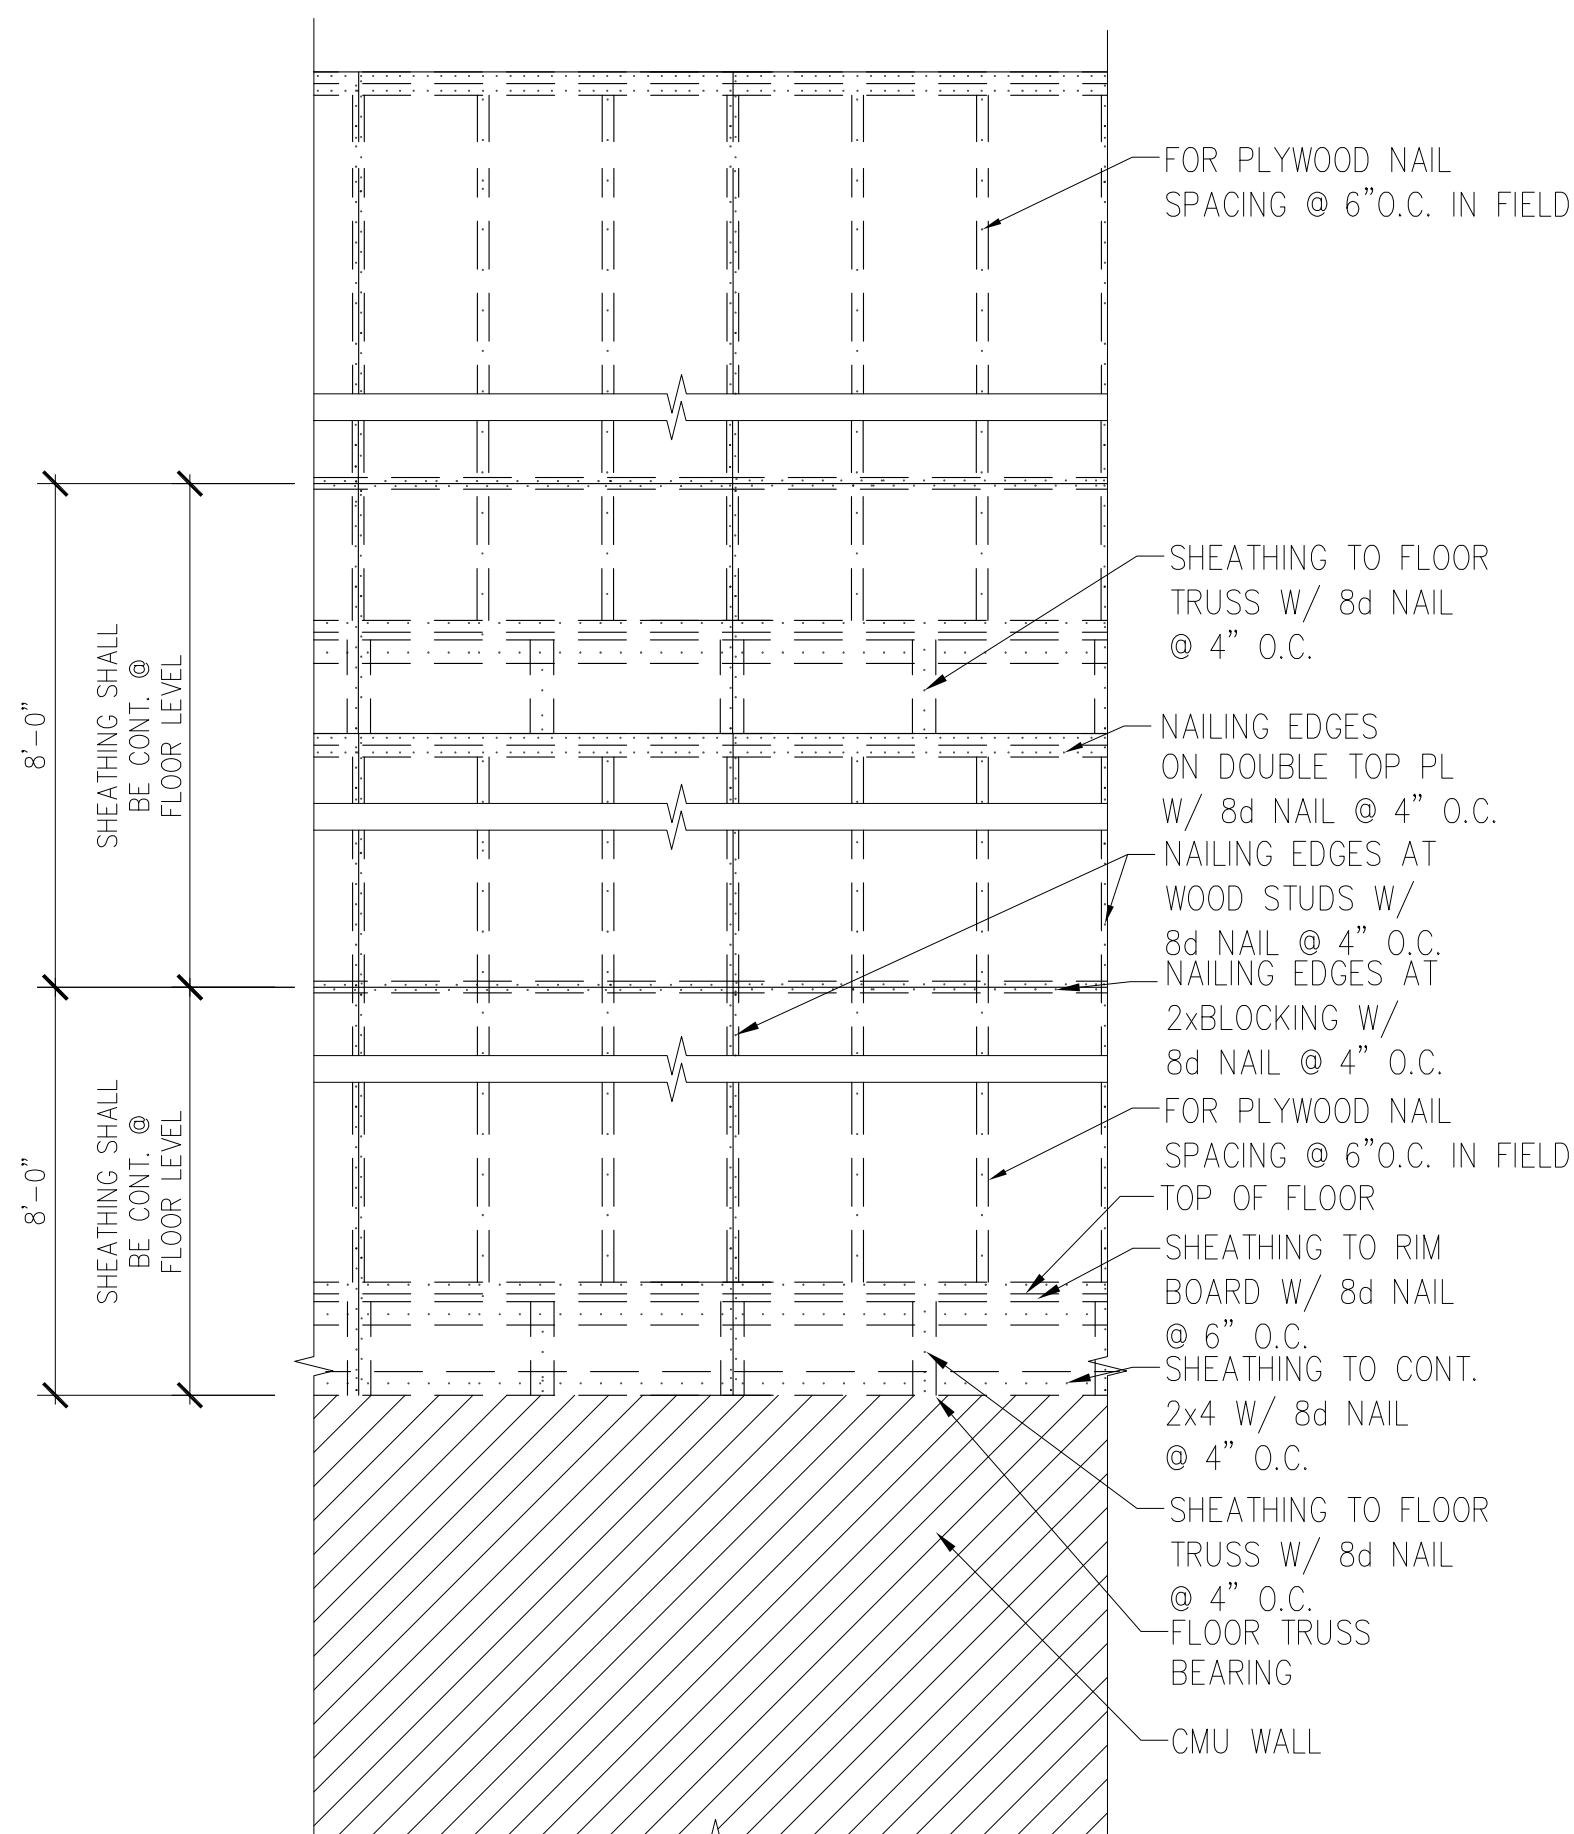 FOR PLYWOOD NAIL
SPACING @ 6”O.C. IN FIELD
SHEATHING TO FLOOR
TRUSS W/ 8d NAIL
@ 4” O.C.
NAILING EDGES
ON DOUBLE TOP PL
W/ 8d NAIL @ 4” O.C.
NAILING EDGES AT
WOOD STUDS W/
8d NAIL @ 4” O.C.
NAILING EDGES AT
2xBLOCKING W/
8d NAIL @ 4” O.C.
FOR PLYWOOD NAIL
SPACING @ 6”O.C. IN FIELD
TOP OF FLOOR
SHEATHING TO RIM
BOARD W/ 8d NAIL
@ 6” O.C.
SHEATHING TO CONT.
2x4 W/ 8d NAIL
@ 4” O.C.
SHEATHING TO FLOOR
TRUSS W/ 8d NAIL
@ 4” O.C.
FLOOR TRUSS
BEARING
CMU WALL
8’-0”
SHEATHING SHALL
BE CONT. @
FLOOR LEVEL
8’-0”
SHEATHING SHALL
BE CONT. @
FLOOR LEVEL